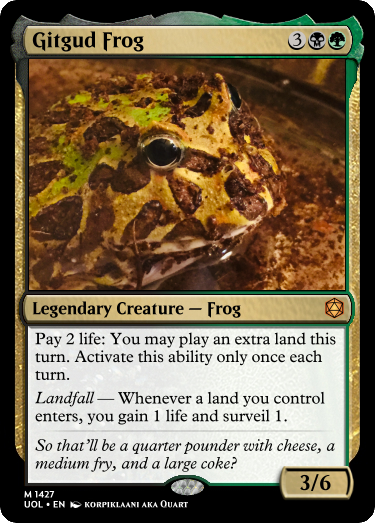 Gitgud Frog 3
Legendary Creature — Frog
Pay 2 life: You may play an extra land this
turn. Activate this ability only once each
turn.
Landfall — Whenever a land you control
enters, you gain 1 life and surveil 1.
So that'll be a quarter pounder with cheese, a
medium fry, and a large coke?
3/6
M 1427
UOL • EN KORPIKLAANI AKA QUART